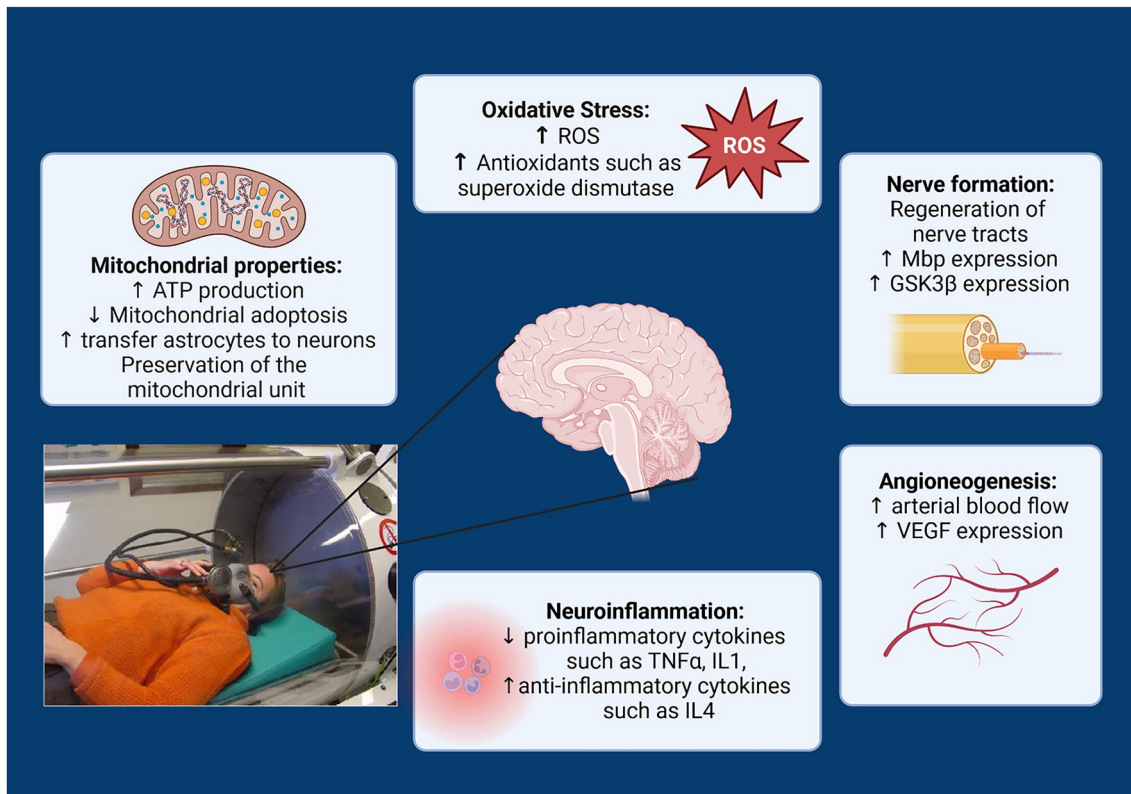 Oxidative Stress:
↑ ROS
↑ Antioxidants such as
superoxide dismutase
ROS
Mitochondrial properties:
↑ ATP production
↓ Mitochondrial adoptosis
↑ transfer astrocytes to neurons
Preservation of the
mitochondrial unit
Nerve formation:
Regeneration of
nerve tracts
↑ Mbp expression
↑ GSK3β expression
Angioneogenesis:
↑ arterial blood flow
↑ VEGF expression
Neuroinflammation:
↓ proinflammatory cytokines
such as TNFα, IL1,
↑anti-inflammatory cytokines
such as IL4